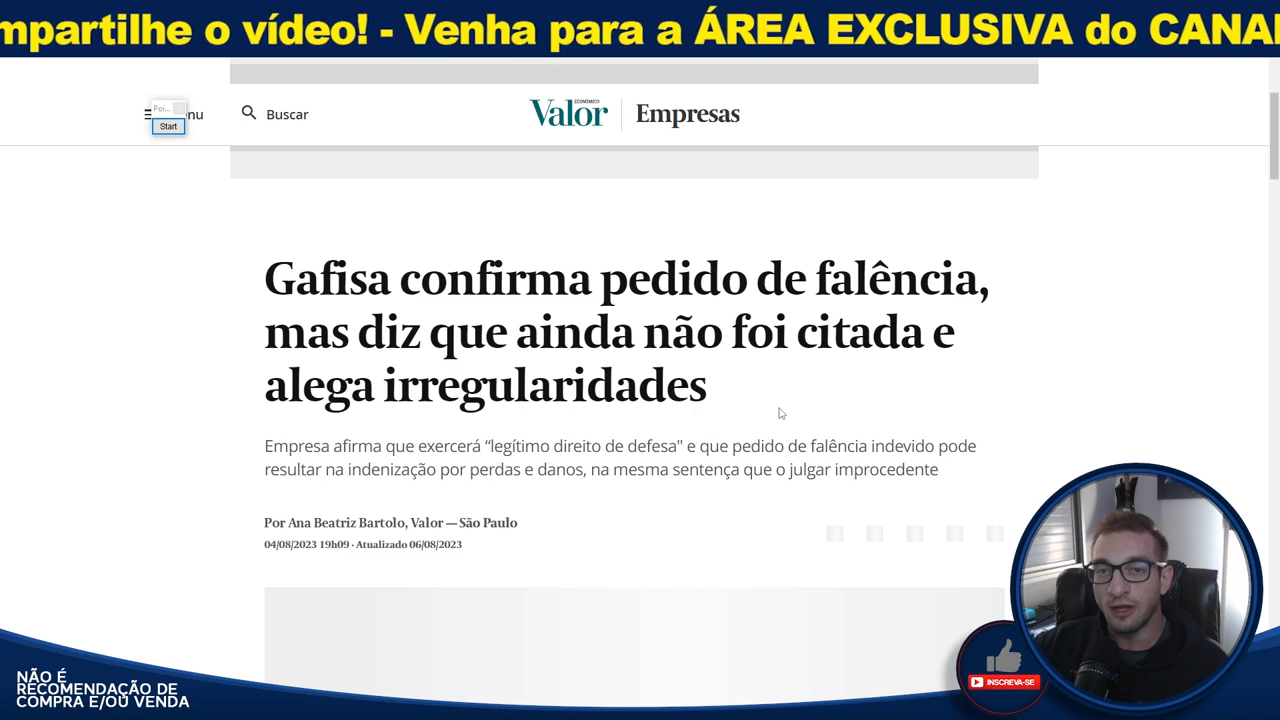 mpartilhe o vídeo! - Venha para a ÁREA EXCLUSIVA do CANA
Poi...
nu
Buscar
ECONÔMICO
Valor
Empresas
Start
Gafisa confirma pedido de falência,
mas diz que ainda não foi citada e
alega irregularidades
Empresa afirma que exercerá “legítimo direito de defesa" e que pedido de falência indevido pode
resultar na indenização por perdas e danos, na mesma sentença que o julgar improcedente
Por Ana Beatriz Bartolo, Valor — São Paulo
04/08/2023 19h09 · Atualizado 06/08/2023
NÃO É
RECOMENDAÇÃO DE
COMPRA E/OU VENDA
INSCREVA-SE